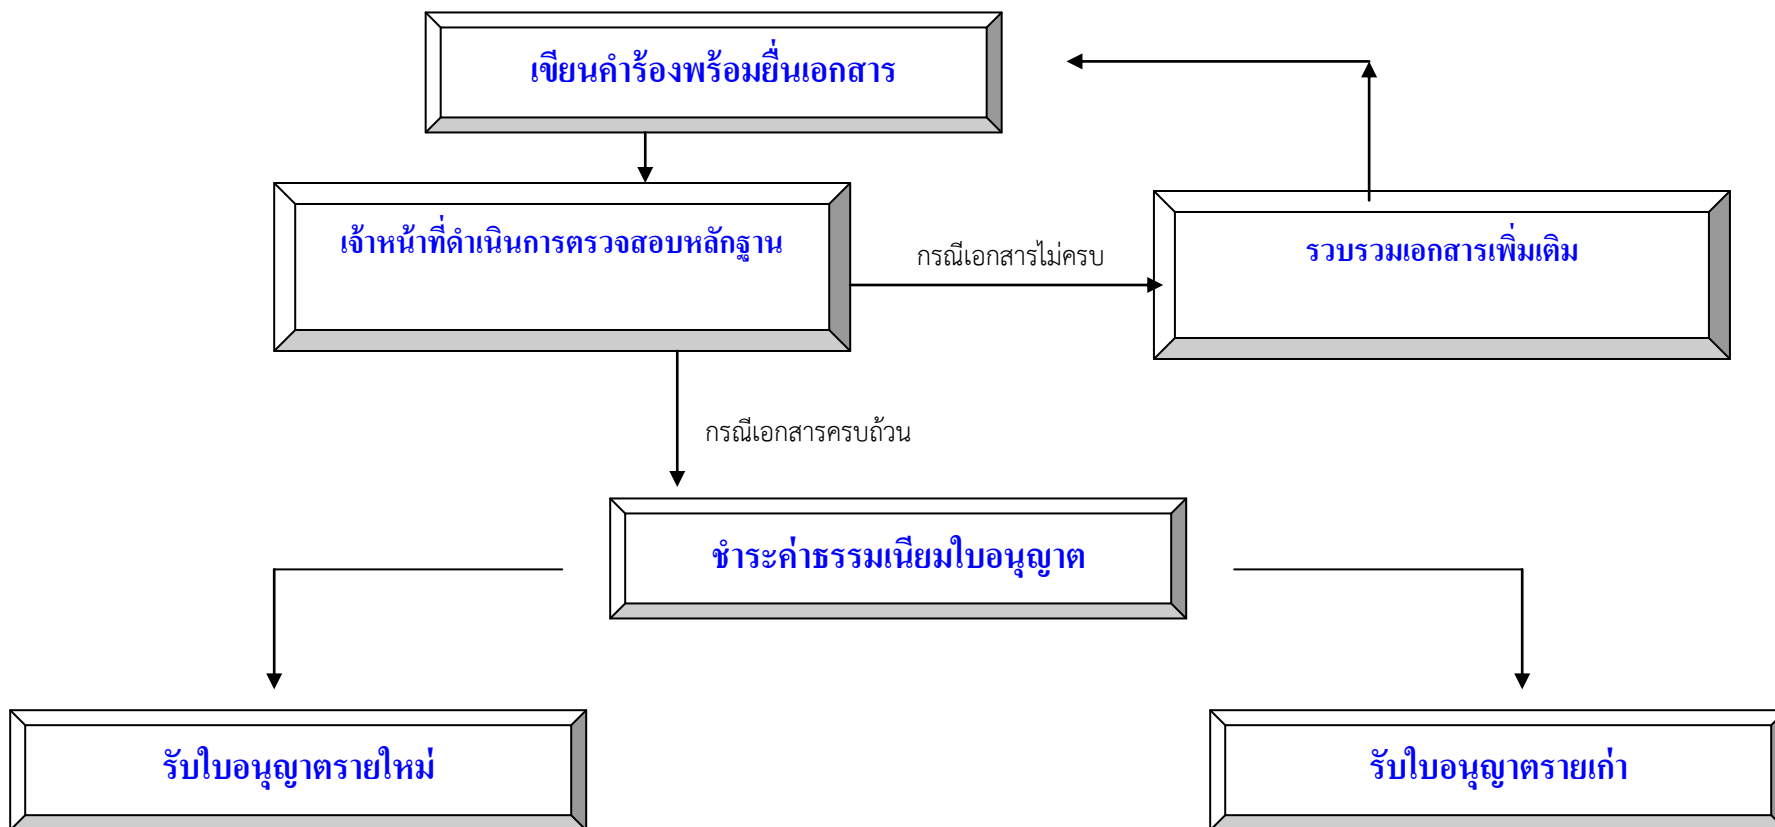 เขียนคำร้องพร้อมยื่นเอกสาร
เจ้าหน้าที่ดำเนินการตรวจสอบหลักฐาน
กรณีเอกสารไม่ครบ
รวบรวมเอกสารเพิ่มเติม
กรณีเอกสารครบถ้วน
ชำระค่าธรรมเนียมใบอนุญาต
รับใบอนุญาตรายใหม่
รับใบอนุญาตรายเก่า